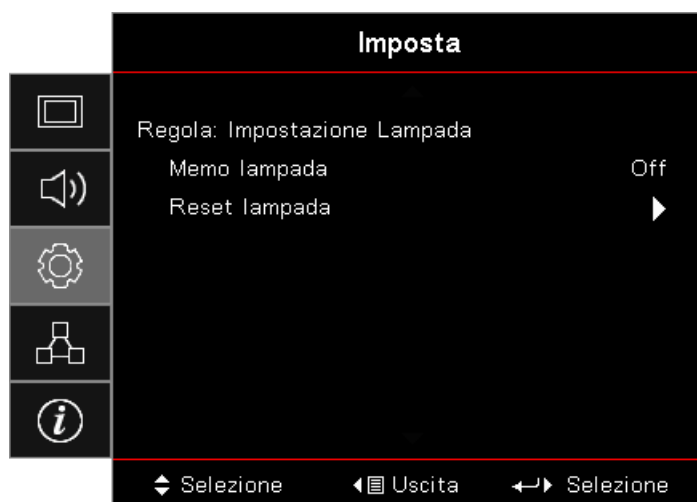 Imposta
Regola: Impostazione Lampada
Memo lampada Off
Reset lampada
Selezione Uscita Selezione